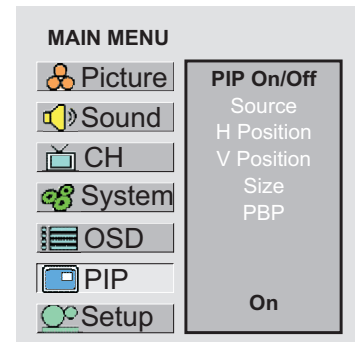 MAIN MENU
Picture
Sound
CH
System
OSD
PIP
Setup
PIP On/Off
Source
H Position
V Position
Size
PBP
On